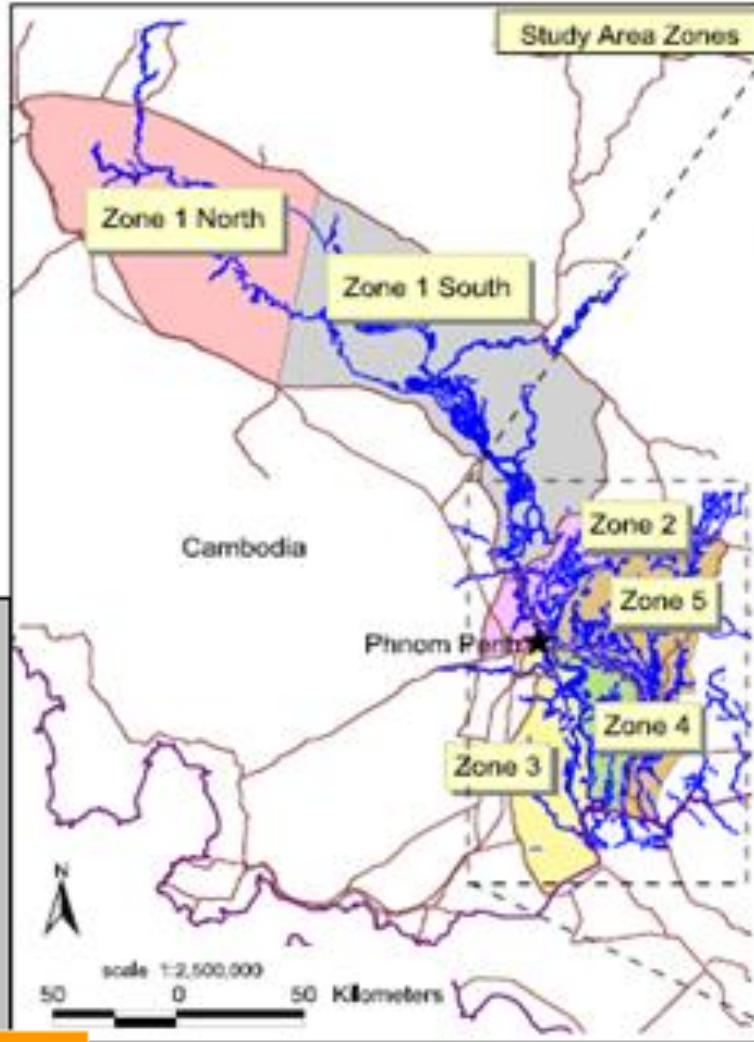 Study Area Zones
Zone 1 North
Zone 1 South
Zone 2
Cambodia
Zone 5
Phnom Penh
Zone 4
Zone 3
N
scale 1:2,500,000
50 0 50 Kilometers